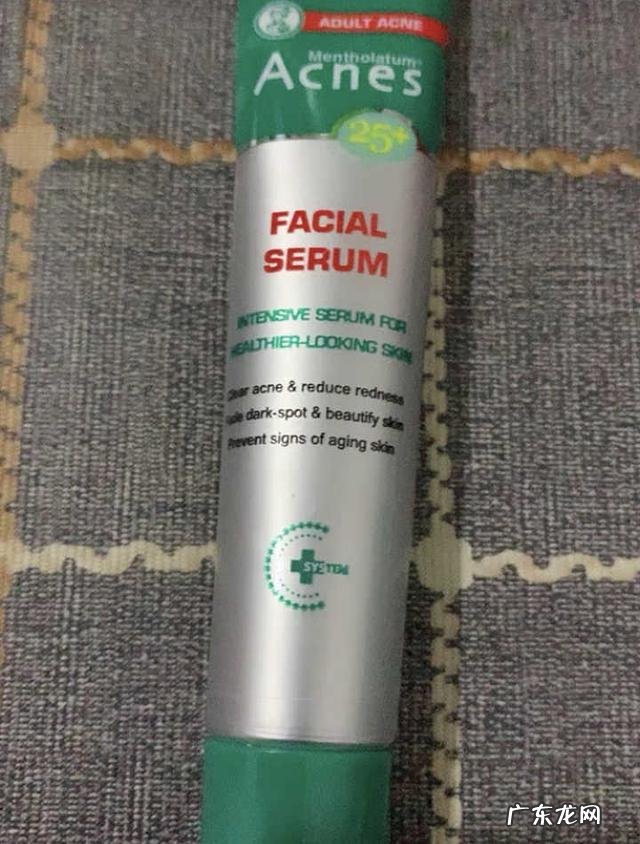 ADULT ACNE
Mentholatum
Acnes
25+
FACIAL
SERUM
INTENSIVE SERUM FOR
HEALTHIER-LOOKING SKIN
Clear acne & reduce redness
Fade dark-spot & beautify skin
Prevent signs of aging skin
SYSTEM
广东龙网